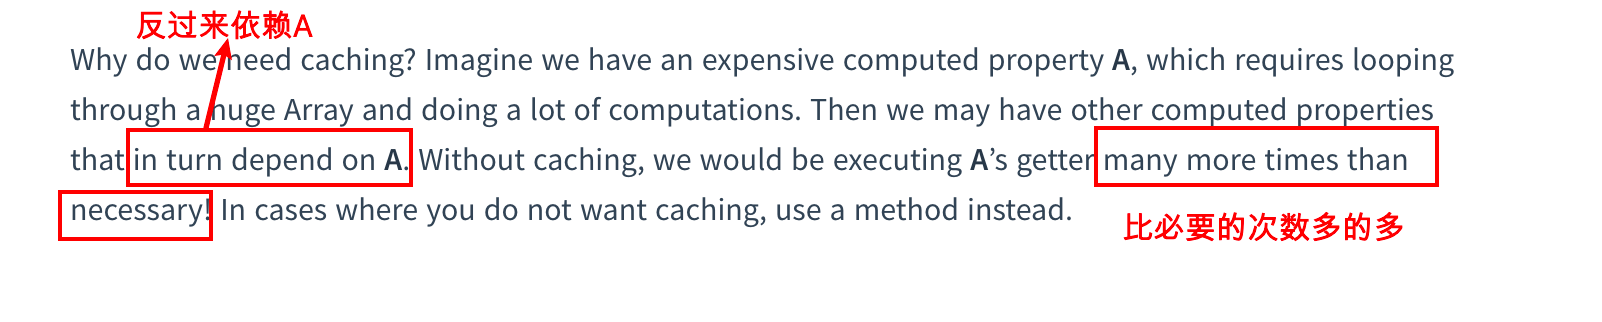 反过来依赖A
Why do we need caching? Imagine we have an expensive computed property A, which requires looping
through a huge Array and doing a lot of computations. Then we may have other computed properties
that in turn depend on A. Without caching, we would be executing A’s getter many more times than
necessary! In cases where you do not want caching, use a method instead.
比必要的次数多的多